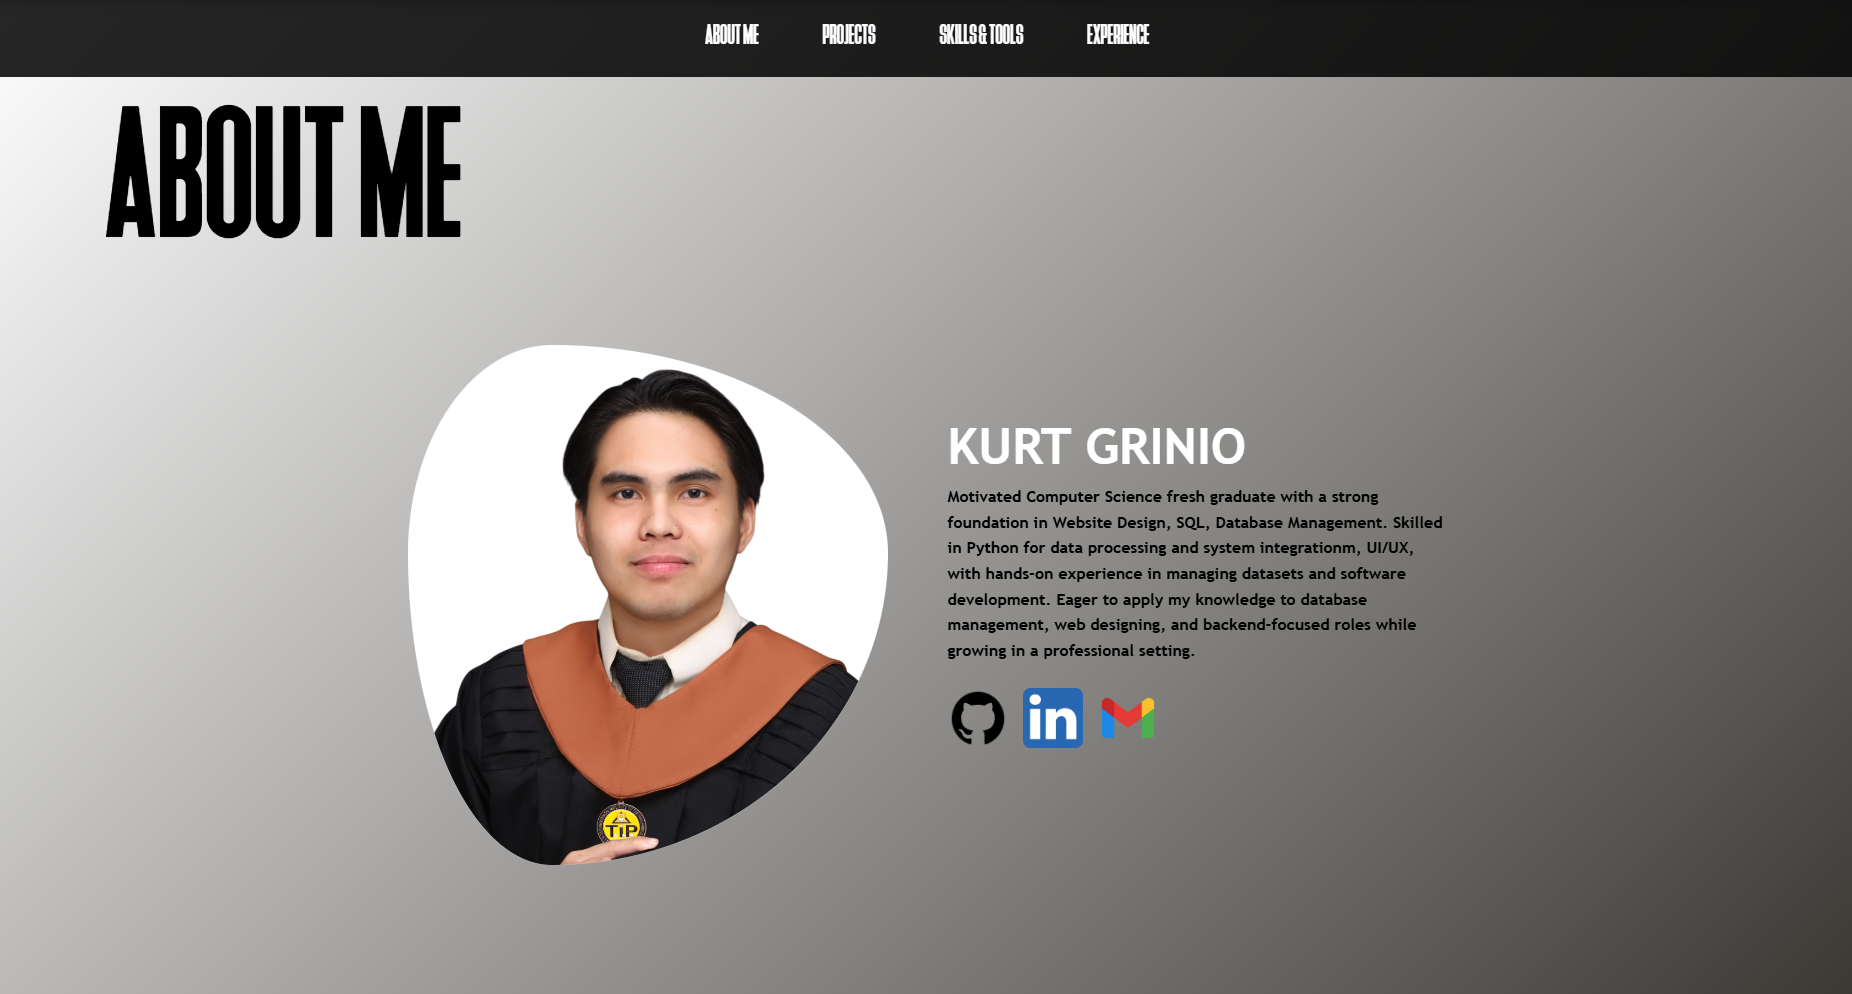 ABOUT ME
PROJECTS
SKILLS & TOOLS
EXPERIENCE
ABOUT ME
KURT GRINIO
Motivated Computer Science fresh graduate with a strong
foundation in Website Design, SQL, Database Management. Skilled
in Python for data processing and system integrationm, UI/UX,
with hands-on experience in managing datasets and software
development. Eager to apply my knowledge to database
management, web designing, and backend-focused roles while
growing in a professional setting.
in
TIP